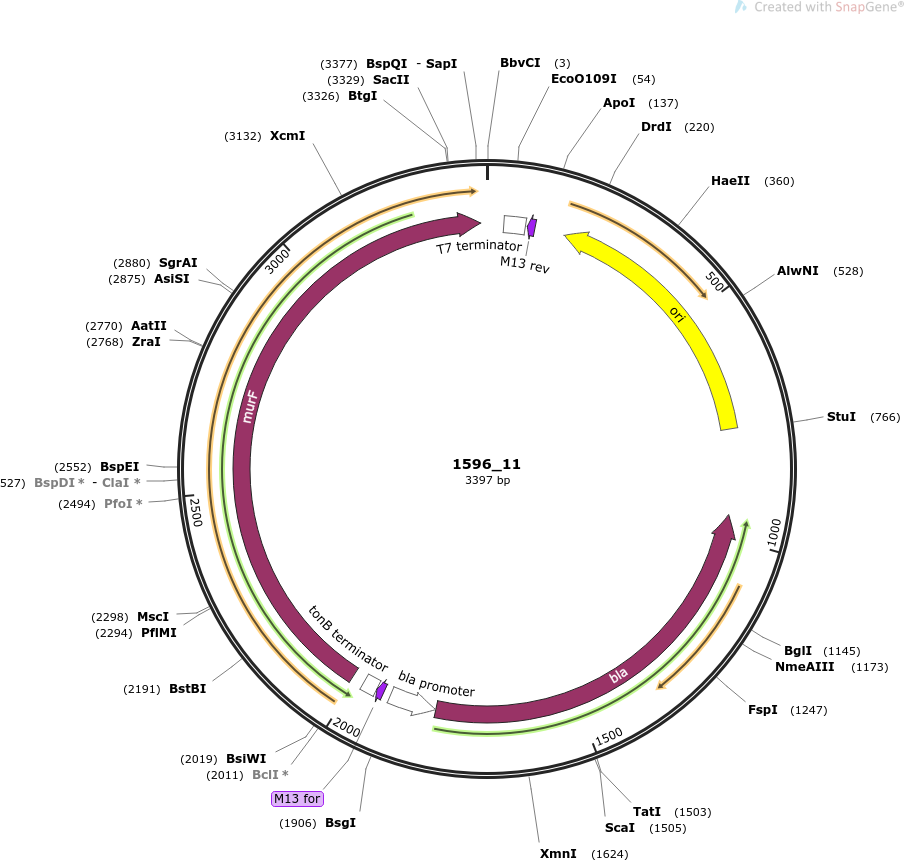 Created with SnapGene®
(3377) BspQI - SapI
(3329) SacII
(3326) BtgI
(3132) XcmI
BbvCI (3)
EcoO109I (54)
ApoI (137)
DrdI (220)
HaeII (360)
AlwNI (528)
StuI (766)
BglI (1145)
NmeAIII (1173)
FspI (1247)
TatI (1503)
ScaI (1505)
XmnI (1624)
(1906) BsgI
M13 for
(2011) BclI *
(2019) BsiWI
(2191) BstBI
(2294) PflMI
(2298) MscI
(2494) PfoI *
527) BspDI * - ClaI *
(2552) BspEI
(2768) ZraI
(2770) AatII
(2875) AsiSI
(2880) SgrAI
500
1000
1500
2000
2500
3000
T7 terminator
M13 rev
ori
bla
bla promoter
tonB terminator
murF
1596_11
3397 bp